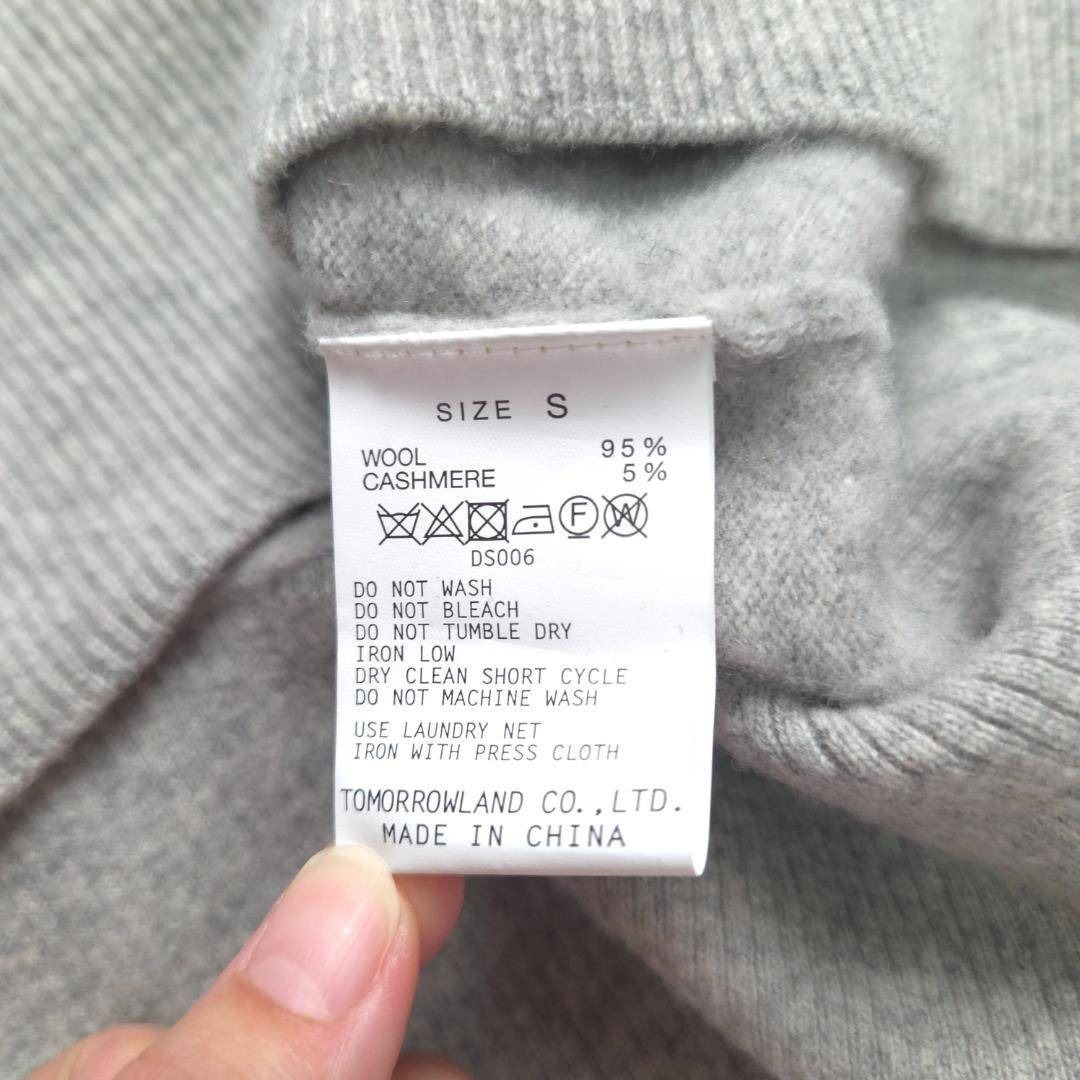 SIZE S
WOOL 95%
CASHMERE 5%
F W
DS006
DO NOT WASH
DO NOT BLEACH
DO NOT TUMBLE DRY
IRON LOW
DRY CLEAN SHORT CYCLE
DO NOT MACHINE WASH
USE LAUNDRY NET
IRON WITH PRESS CLOTH
TOMORROWLAND CO.,LTD.
MADE IN CHINA